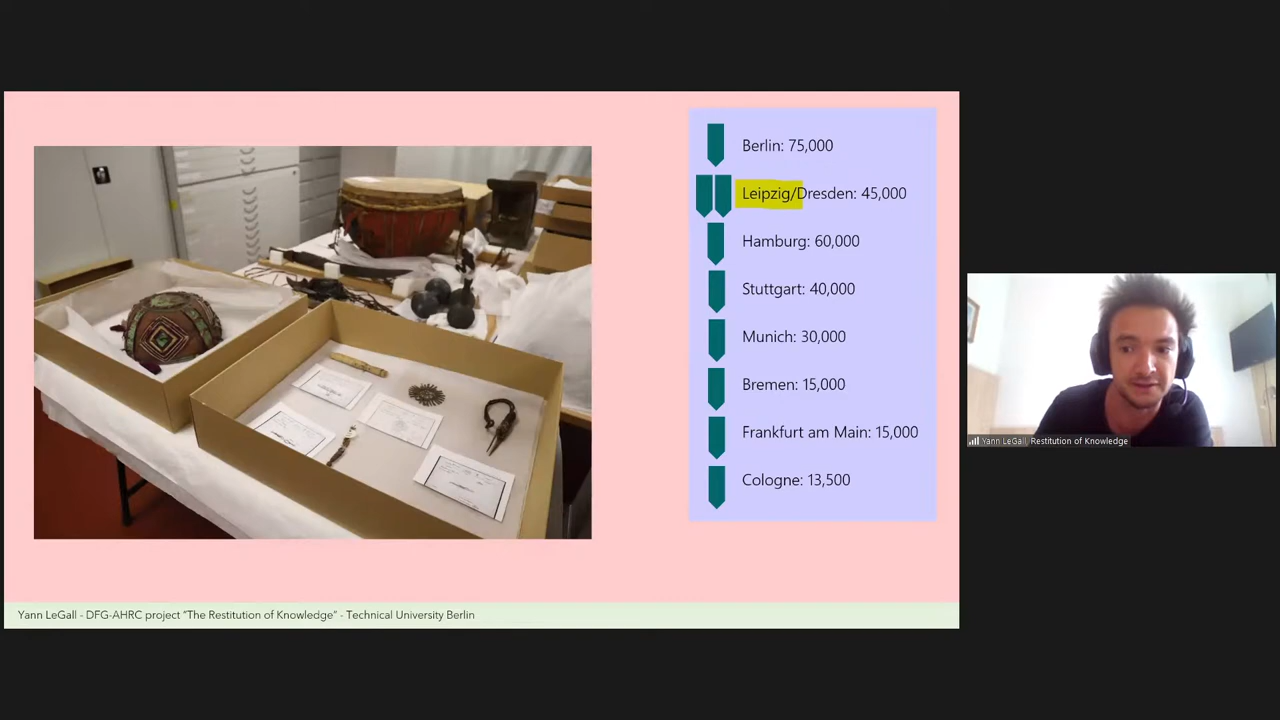 Berlin: 75,000
Leipzig/Dresden: 45,000
Hamburg: 60,000
Stuttgart: 40,000
Munich: 30,000
Bremen: 15,000
Frankfurt am Main: 15,000
Cologne: 13,500
Yann LeGall, Restitution of Knowledge
Yann LeGall - DFG-AHRC project "The Restitution of Knowledge" - Technical University Berlin